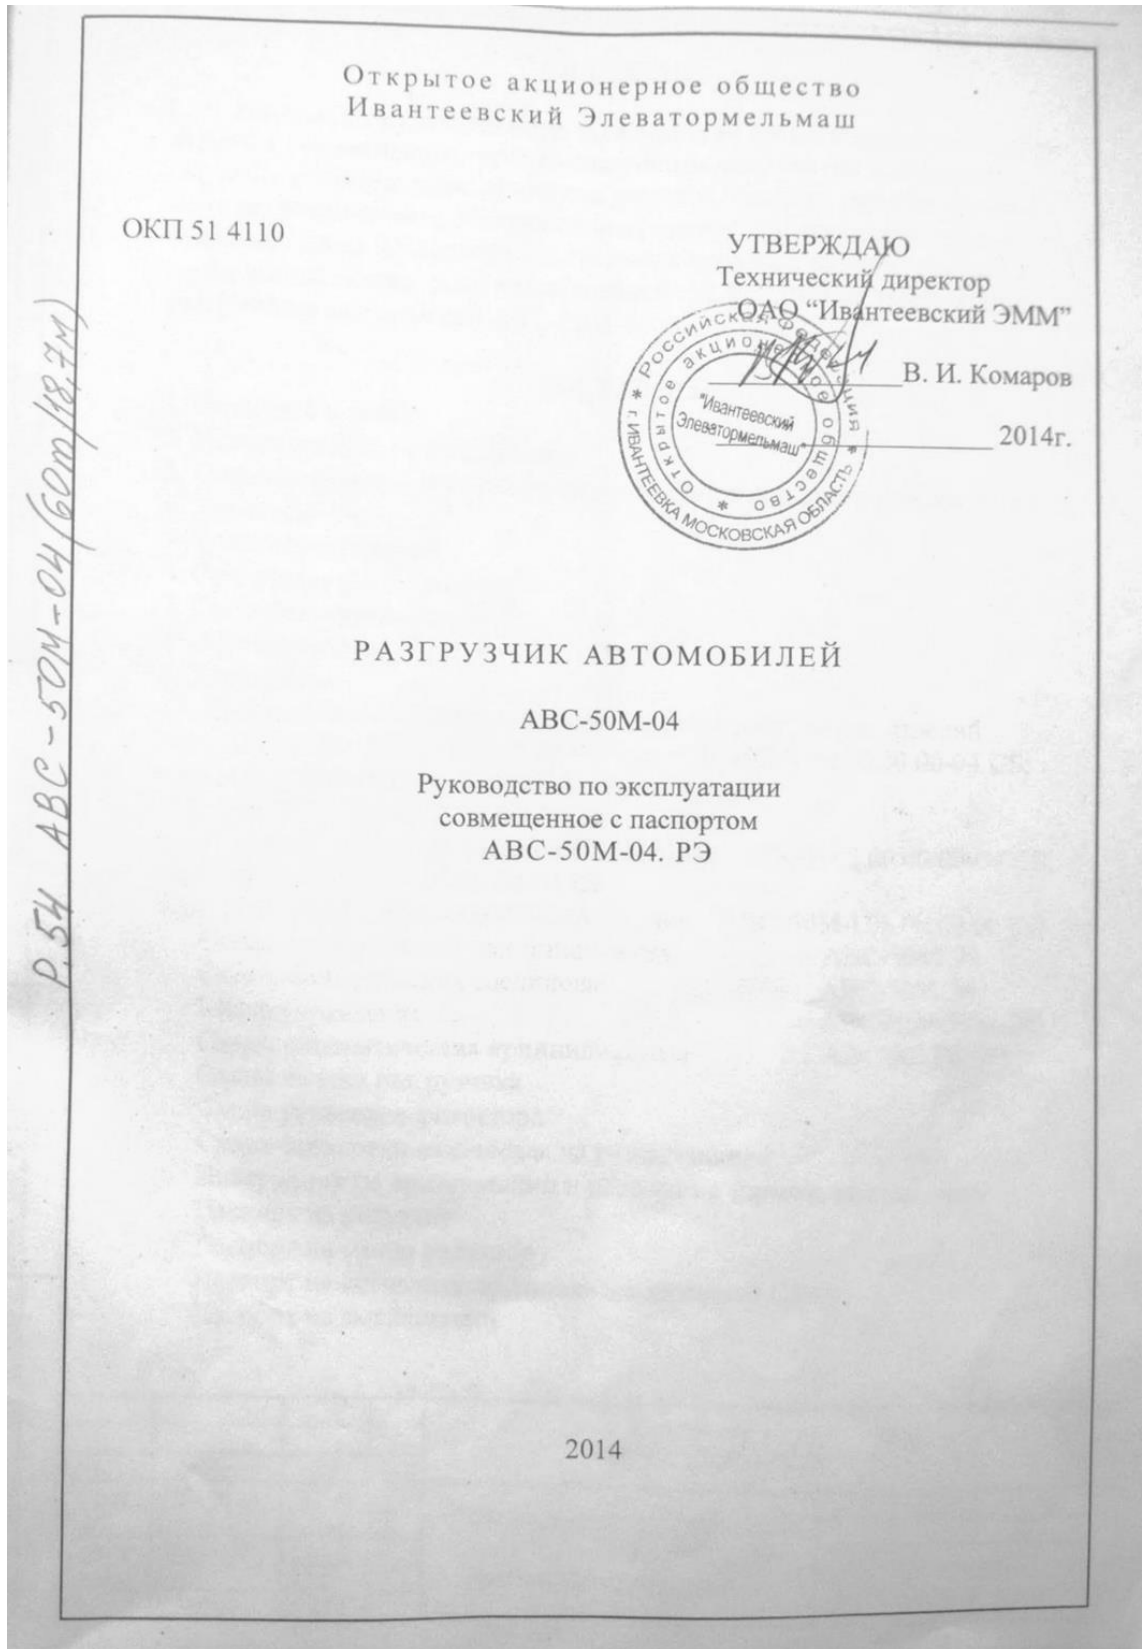 Открытое акционерное общество
Ивантеевский Элеватормельмаш
ОКП 51 4110
УТВЕРЖДАЮ
Технический директор
ОАО “Ивантеевский ЭММ”
В. И. Комаров
2014г.
* Российская Федерация *
г. ИВАНТЕЕВКА МОСКОВСКАЯ ОБЛАСТЬ
* Открытое акционерное общество
"Ивантеевский
Элеватормельмаш"
Р.54 АВС-50М-04 (60т/18,7м)
РАЗГРУЗЧИК АВТОМОБИЛЕЙ
АВС-50М-04
Руководство по эксплуатации
совмещенное с паспортом
АВС-50М-04. РЭ
2014